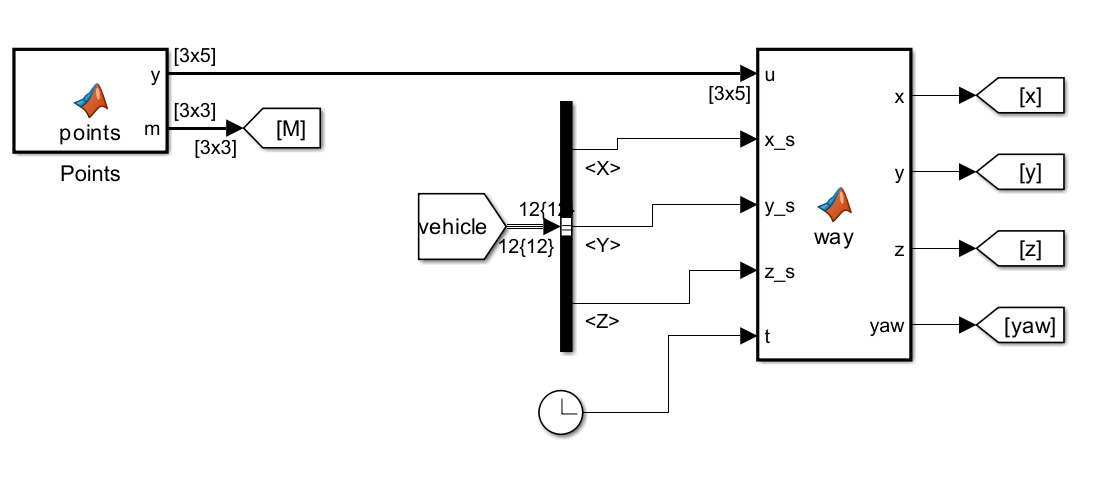 [3x5]
y
u
[3x5]
points
[3x3]
m
[M]
[3x3]
Points
x_s
<X>
vehicle
12{12}
12{12}
y_s
<Y>
z_s
<Z>
t
way
x
[x]
y
[y]
z
[z]
yaw
[yaw]